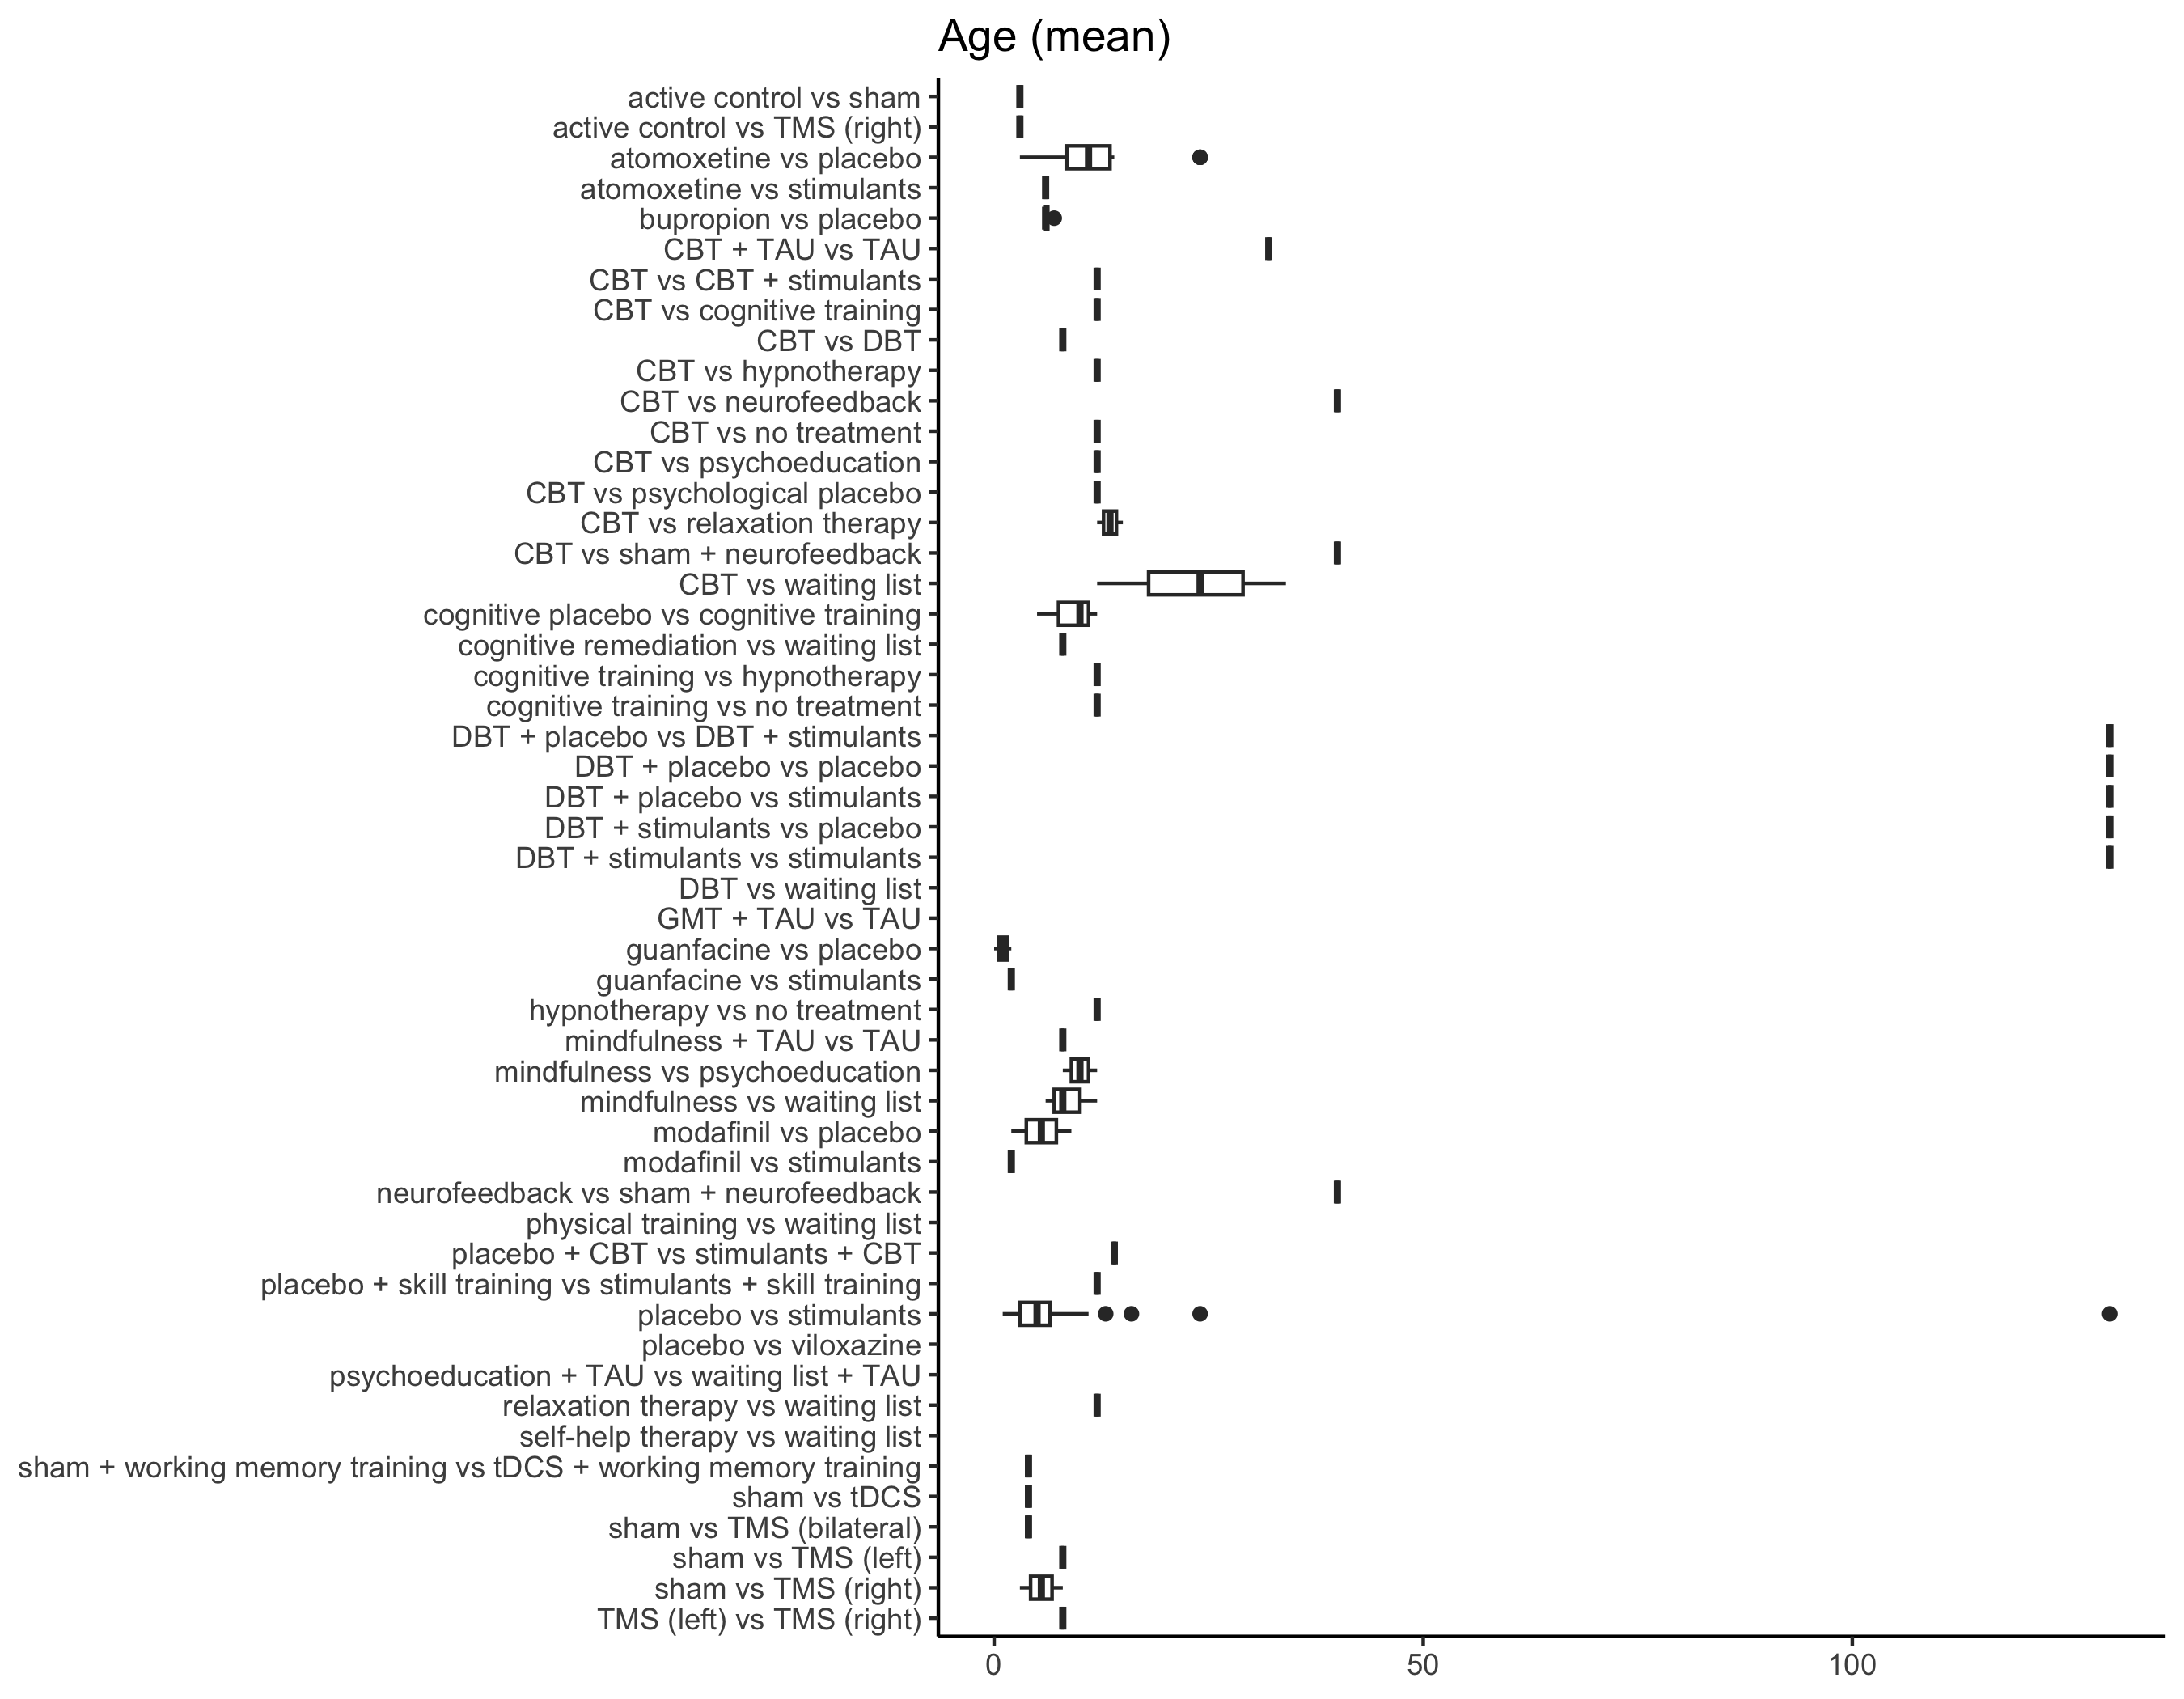 Age (mean)
active control vs sham
active control vs TMS (right)
atomoxetine vs placebo
atomoxetine vs stimulants
bupropion vs placebo
CBT + TAU vs TAU
CBT vs CBT + stimulants
CBT vs cognitive training
CBT vs DBT
CBT vs hypnotherapy
CBT vs neurofeedback
CBT vs no treatment
CBT vs psychoeducation
CBT vs psychological placebo
CBT vs relaxation therapy
CBT vs sham + neurofeedback
CBT vs waiting list
cognitive placebo vs cognitive training
cognitive remediation vs waiting list
cognitive training vs hypnotherapy
cognitive training vs no treatment
DBT + placebo vs DBT + stimulants
DBT + placebo vs placebo
DBT + placebo vs stimulants
DBT + stimulants vs placebo
DBT + stimulants vs stimulants
DBT vs waiting list
GMT + TAU vs TAU
guanfacine vs placebo
guanfacine vs stimulants
hypnotherapy vs no treatment
mindfulness + TAU vs TAU
mindfulness vs psychoeducation
mindfulness vs waiting list
modafinil vs placebo
modafinil vs stimulants
neurofeedback vs sham + neurofeedback
physical training vs waiting list
placebo + CBT vs stimulants + CBT
placebo + skill training vs stimulants + skill training
placebo vs stimulants
placebo vs viloxazine
psychoeducation + TAU vs waiting list + TAU
relaxation therapy vs waiting list
self-help therapy vs waiting list
sham + working memory training vs tDCS + working memory training
sham vs tDCS
sham vs TMS (bilateral)
sham vs TMS (left)
sham vs TMS (right)
TMS (left) vs TMS (right)
0 50 100